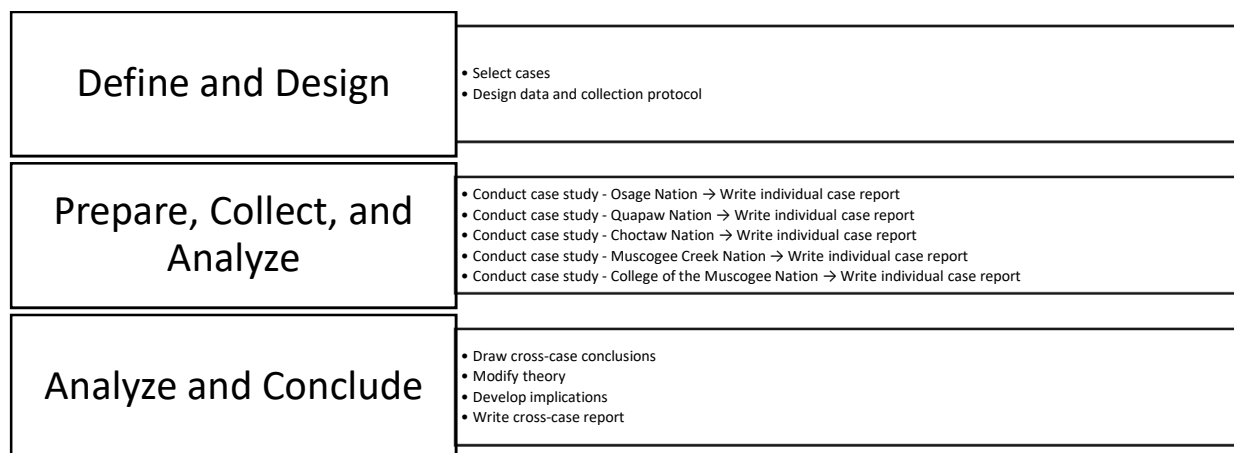 Define and Design
• Select cases
• Design data and collection protocol
Prepare, Collect, and
Analyze
• Conduct case study - Osage Nation → Write individual case report
• Conduct case study - Quapaw Nation → Write individual case report
• Conduct case study - Choctaw Nation → Write individual case report
• Conduct case study - Muscogee Creek Nation → Write individual case report
• Conduct case study - College of the Muscogee Nation → Write individual case report
Analyze and Conclude
• Draw cross-case conclusions
• Modify theory
• Develop implications
• Write cross-case report